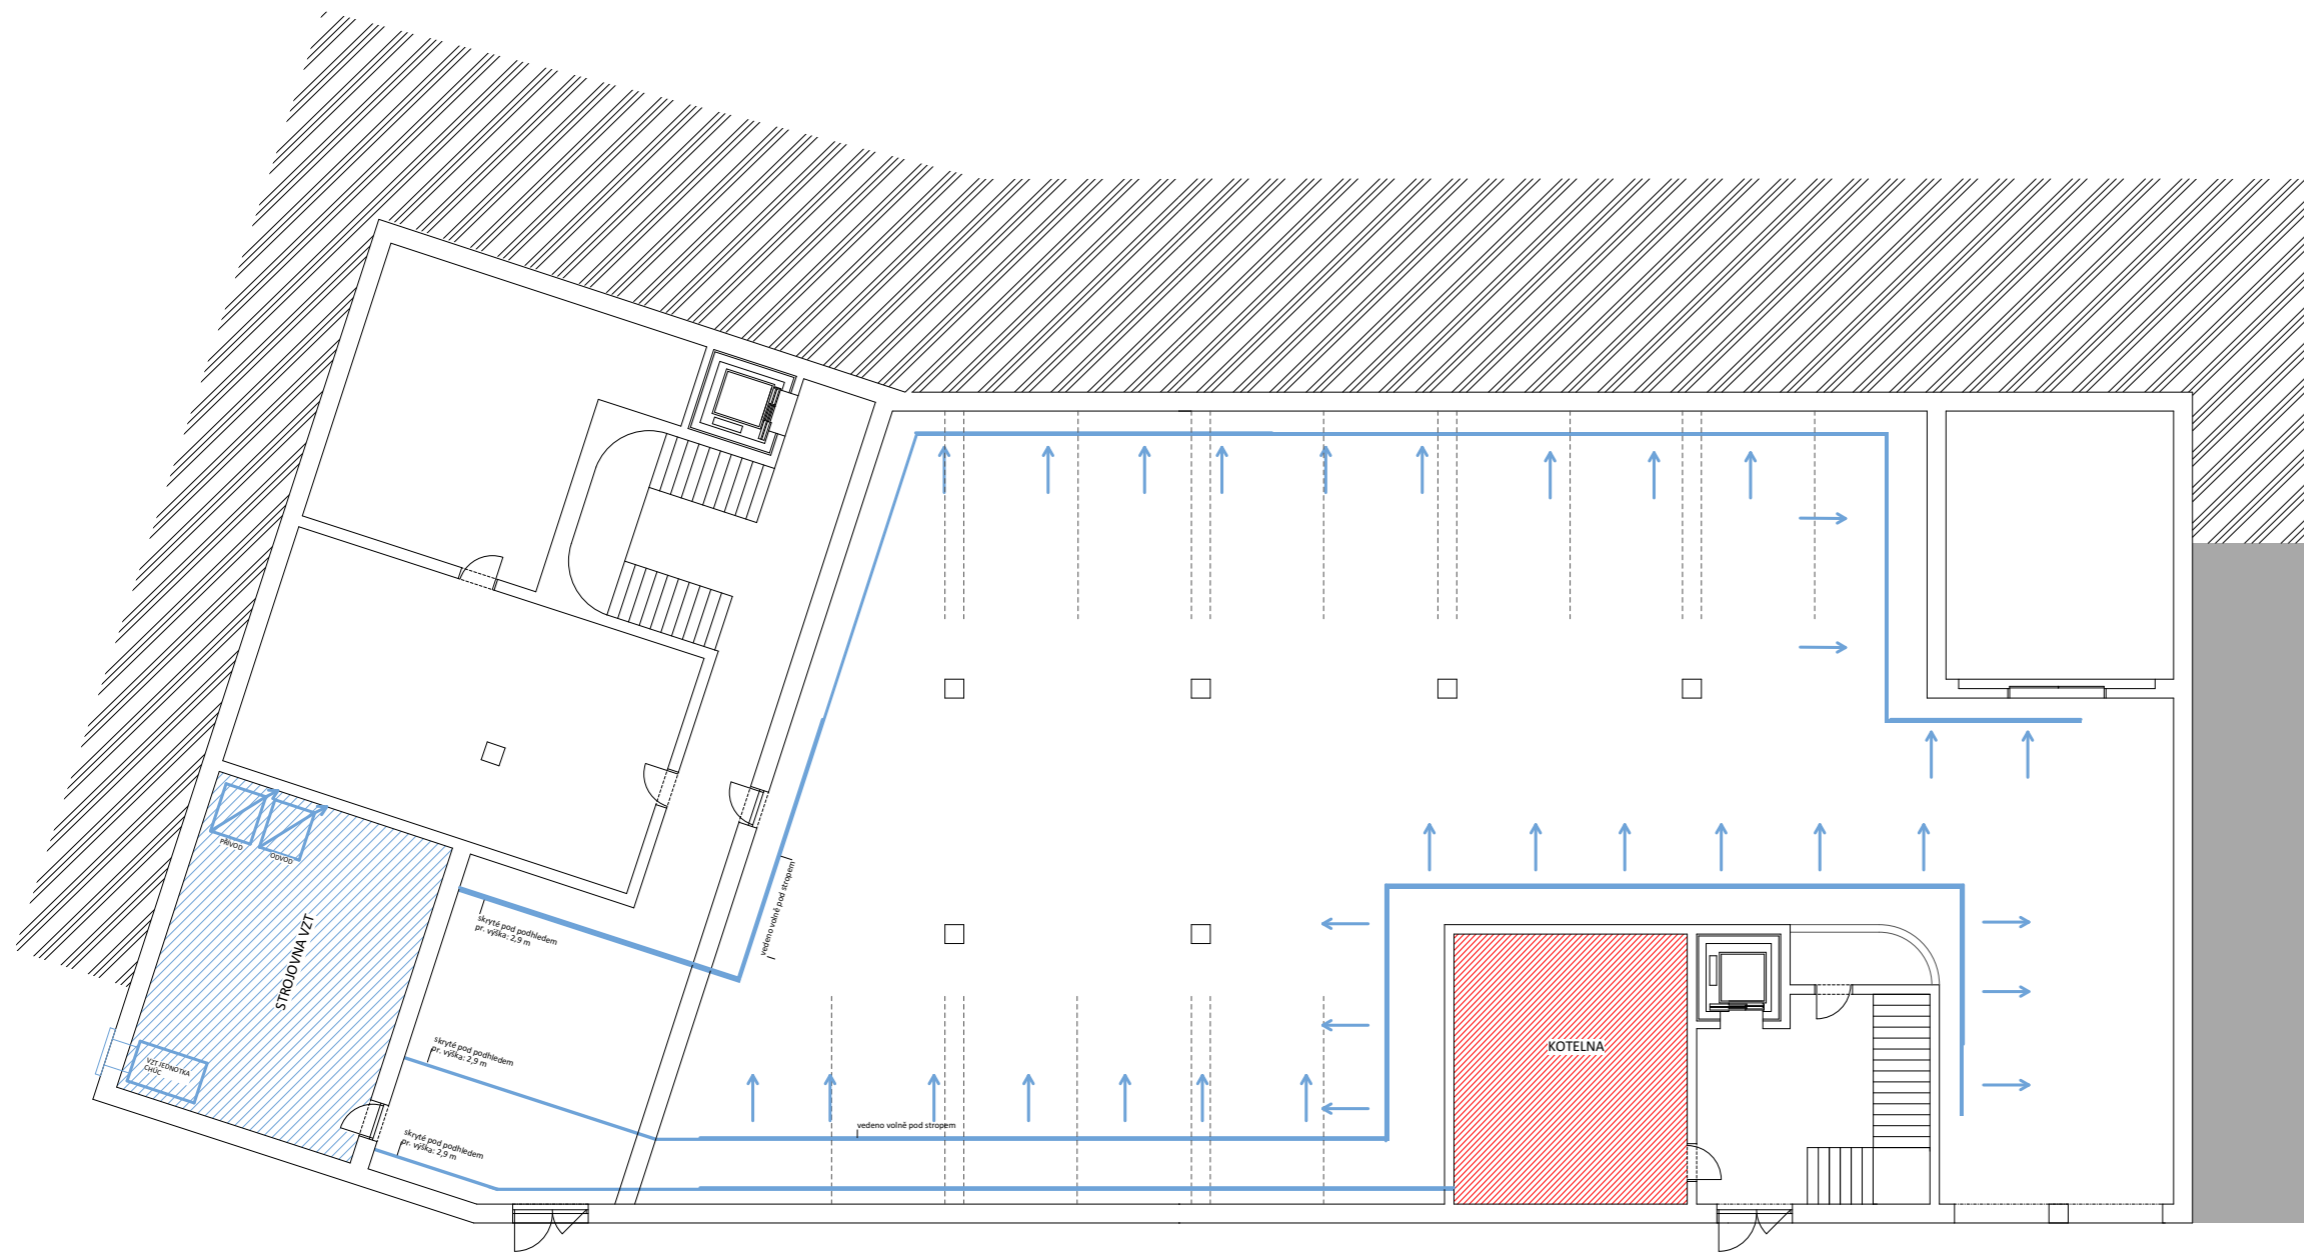 PŘÍVOD
ODVOD
STROJOVNA VZT
VZT JEDNOTKA
CHÚC
skryté pod podhledem
pr. výška: 2,9 m
vedeno volně pod stropem
skryté pod podhledem
pr. výška: 2,9 m
skryté pod podhledem
pr. výška: 2,9 m
vedeno volně pod stropem
KOTELNA